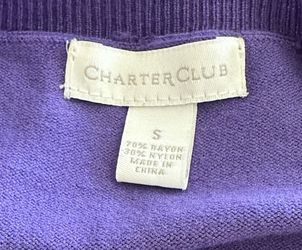 CHARTER CLUB
S
70% RAYON
30% NYLON
MADE IN
CHINA